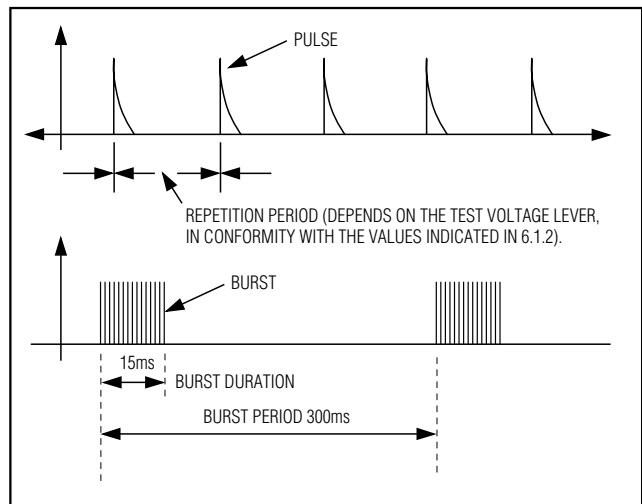 PULSE
REPETITION PERIOD (DEPENDS ON THE TEST VOLTAGE LEVER,
IN CONFORMITY WITH THE VALUES INDICATED IN 6.1.2).
BURST
15ms
BURST DURATION
BURST PERIOD 300ms